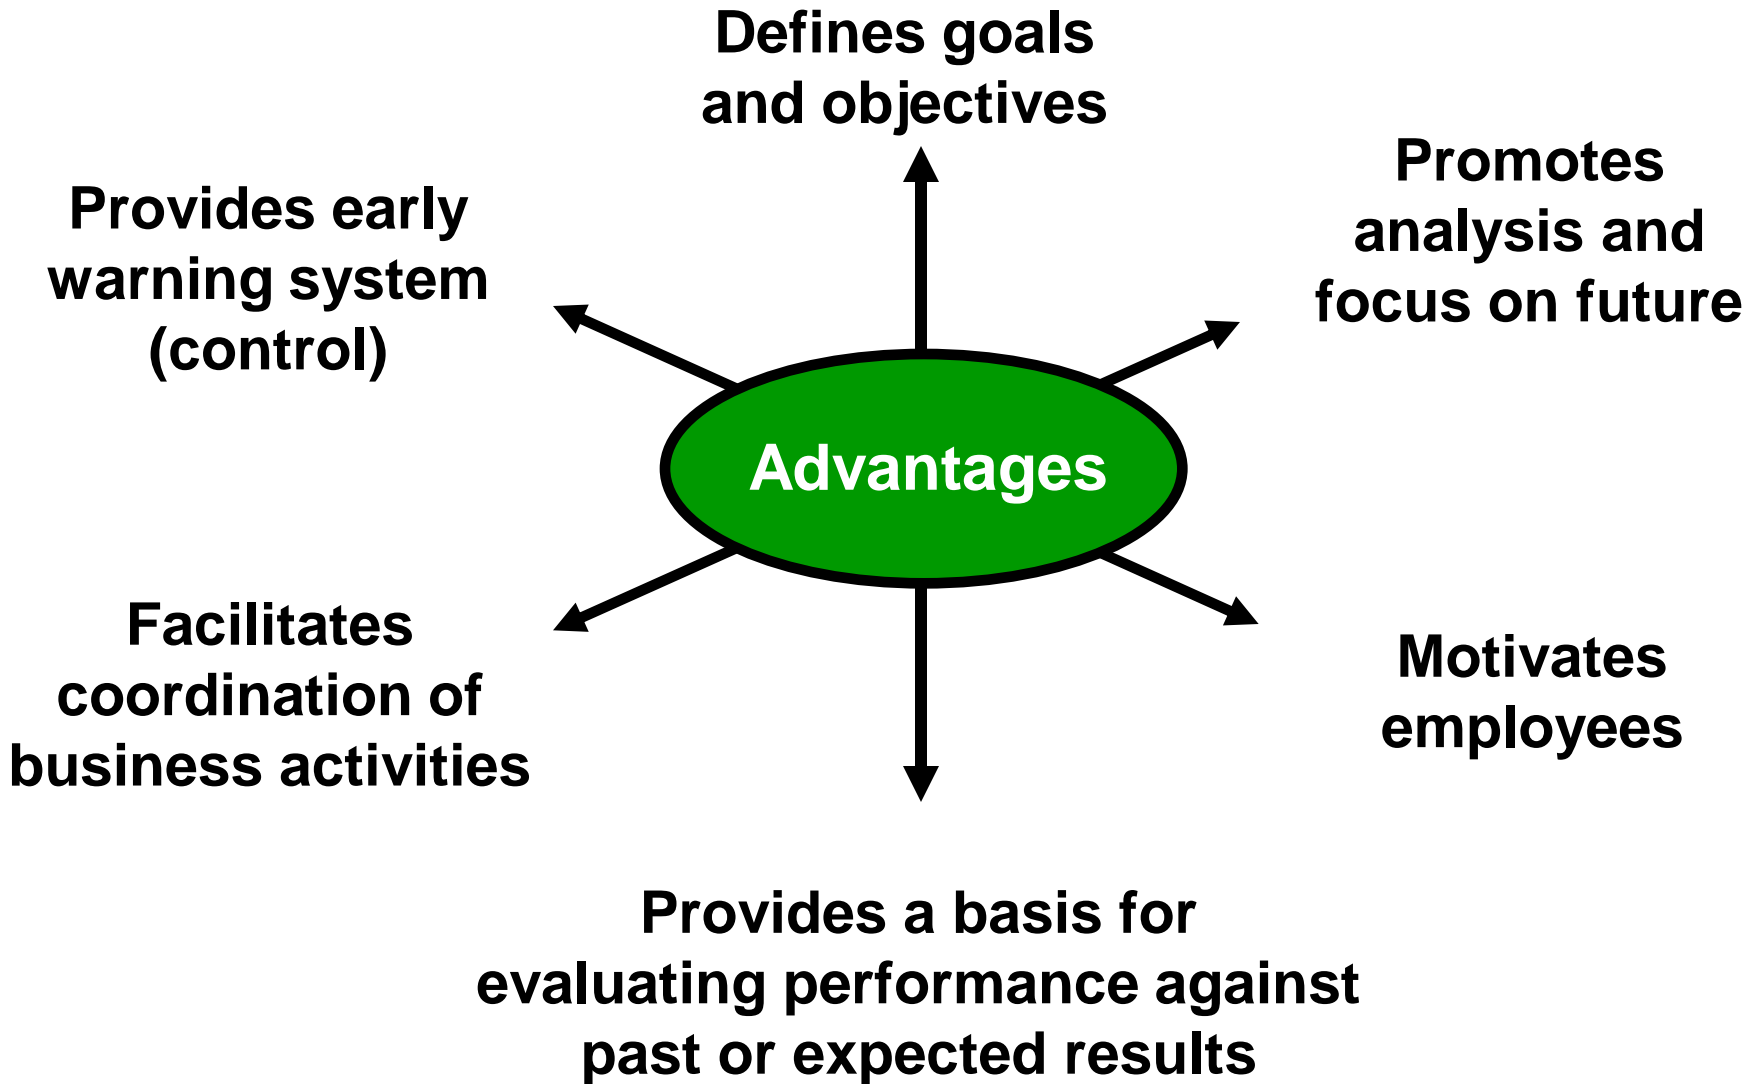 Defines goals
and objectives
Promotes
analysis and
focus on future
Provides early
warning system
(control)
Advantages
Facilitates
coordination of
business activities
Motivates
employees
Provides a basis for
evaluating performance against
past or expected results